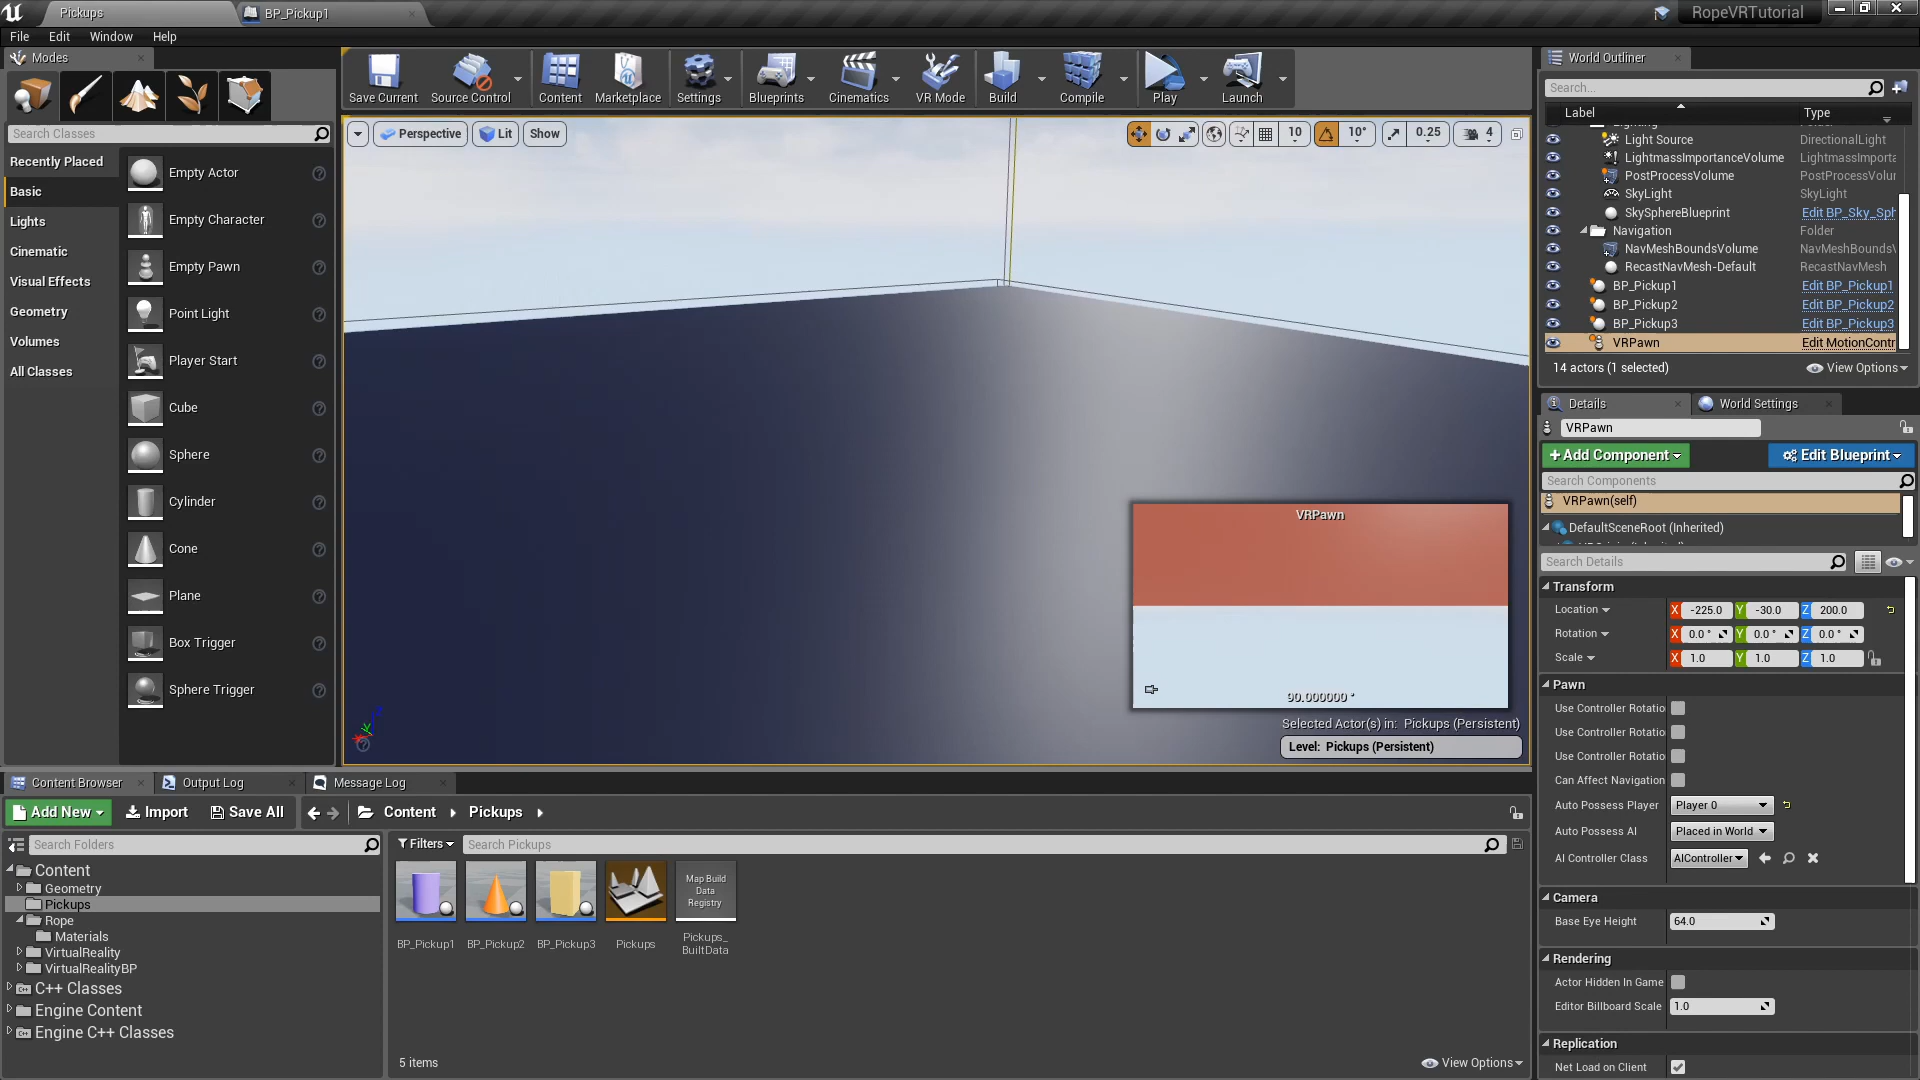 Pickups
BP_Pickup1
RopeVRTutorial
File Edit Window Help
Modes
Search Classes
Recently Placed
Basic
Lights
Cinematic
Visual Effects
Geometry
Volumes
All Classes
Empty Actor
Empty Character
Empty Pawn
Point Light
Player Start
Cube
Sphere
Cylinder
Cone
Plane
Box Trigger
Sphere Trigger
Save Current
Source Control
Content
Marketplace
Settings
Blueprints
Cinematics
VR Mode
Build
Compile
Play
Launch
Perspective
Lit
Show
10
10°
0.25
4
VRPawn
90.000000 °
Selected Actor(s) in: Pickups (Persistent)
Level: Pickups (Persistent)
World Outliner
Search...
Label Type
Light Source DirectionalLight
LightmassImportanceVolume Lightmass​Importa
PostProcessVolume PostProcessVolur
SkyLight SkyLight
SkySphereBlueprint Edit BP_Sky_Sph
Navigation Folder
NavMeshBoundsVolume NavMeshBounds
RecastNavMesh-Default RecastNavMesh
BP_Pickup1 Edit BP_Pickup1
BP_Pickup2 Edit BP_Pickup2
BP_Pickup3 Edit BP_Pickup3
VRPawn Edit MotionContr
14 actors (1 selected)
View Options
Details
World Settings
VRPawn
+Add Component
Edit Blueprint
Search Components
VRPawn(self)
DefaultSceneRoot (Inherited)
Search Details
Transform
Location X -225.0 Y -30.0 Z 200.0
Rotation X 0.0 ° Y 0.0 ° Z 0.0 °
Scale X 1.0 Y 1.0 Z 1.0
Pawn
Use Controller Rotatio
Use Controller Rotatio
Use Controller Rotatio
Can Affect Navigation
Auto Possess Player Player 0
Auto Possess AI Placed in World
AI Controller Class AIController
Camera
Base Eye Height 64.0
Rendering
Actor Hidden In Game
Editor Billboard Scale 1.0
Replication
Net Load on Client
Content Browser
Output Log
Message Log
Add New
Import
Save All
Content
Pickups
Search Folders
Filters
Search Pickups
Content
Geometry
Pickups
Rope
Materials
VirtualReality
VirtualRealityBP
C++ Classes
Engine Content
Engine C++ Classes
Map Build
Data
Registry
BP_Pickup1
BP_Pickup2
BP_Pickup3
Pickups
Pickups_
BuiltData
5 items
View Options